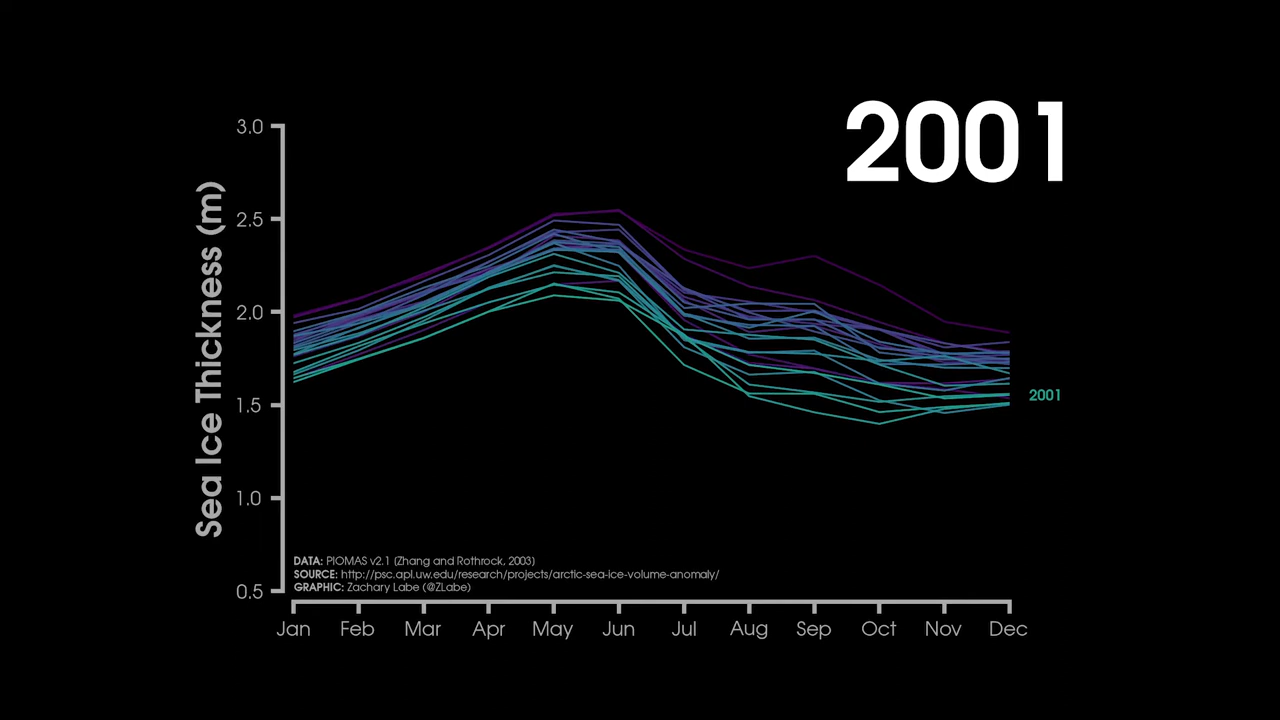 2001
3.0
2.5
2.0
1.5
1.0
0.5
Sea Ice Thickness (m)
2001
DATA: PIOMAS v2.1 [Zhang and Rothrock, 2003]
SOURCE: http://psc.apl.uw.edu/research/projects/arctic-sea-ice-volume-anomaly/
GRAPHIC: Zachary Labe (@ZLabe)
Jan Feb Mar Apr May Jun Jul Aug Sep Oct Nov Dec